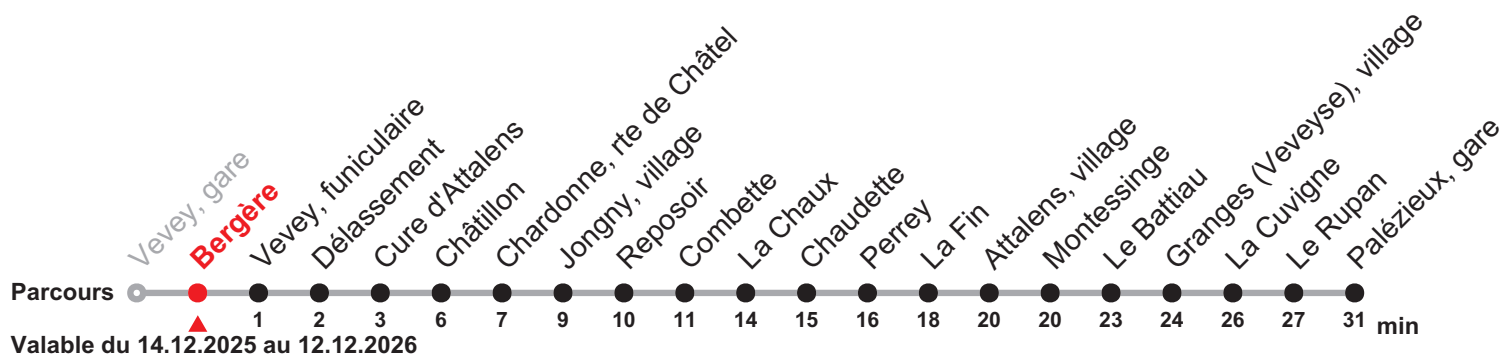 Vevey, gare
Bergère
Vevey, funiculaire
Délassement
Cure d'Attalens
Châtillon
Chardonne, rte de Châtel
Jongny, village
Reposoir
Combette
La Chaux
Chaudette
Perrey
La Fin
Attalens, village
Montessinge
Le Battiau
Granges (Veveyse), village
La Cuvigne
Le Rupan
Palézieux, gare
Parcours
1 2 3 6 7 9 10 11 14 15 16 18 20 20 23 24 26 27 31 min
Valable du 14.12.2025 au 12.12.2026